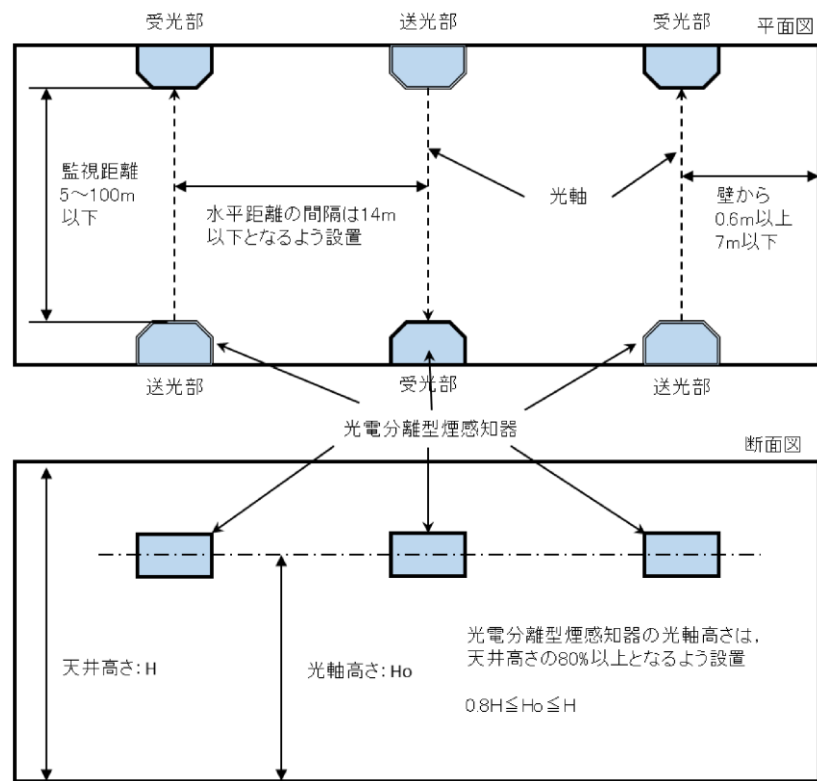 受光部
送光部
受光部
平面図
監視距離
5～100m
以下
水平距離の間隔は14m
以下となるよう設置
光軸
壁から
0.6m以上
7m以下
送光部
受光部
送光部
光電分離型煙感知器
断面図
天井高さ:H
光軸高さ:Ho
光電分離型煙感知器の光軸高さは,
天井高さの80%以上となるよう設置
0.8H≦Ho≦H